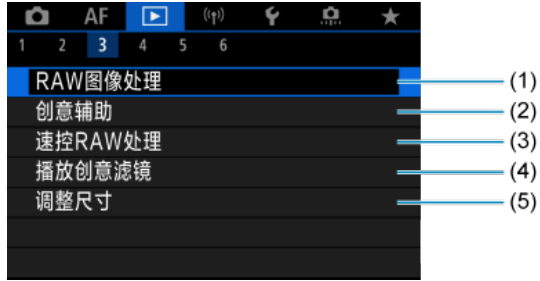 AF
1 2 3 4 5 6
RAW图像处理 (1)
创意辅助 (2)
速控RAW处理 (3)
播放创意滤镜 (4)
调整尺寸 (5)